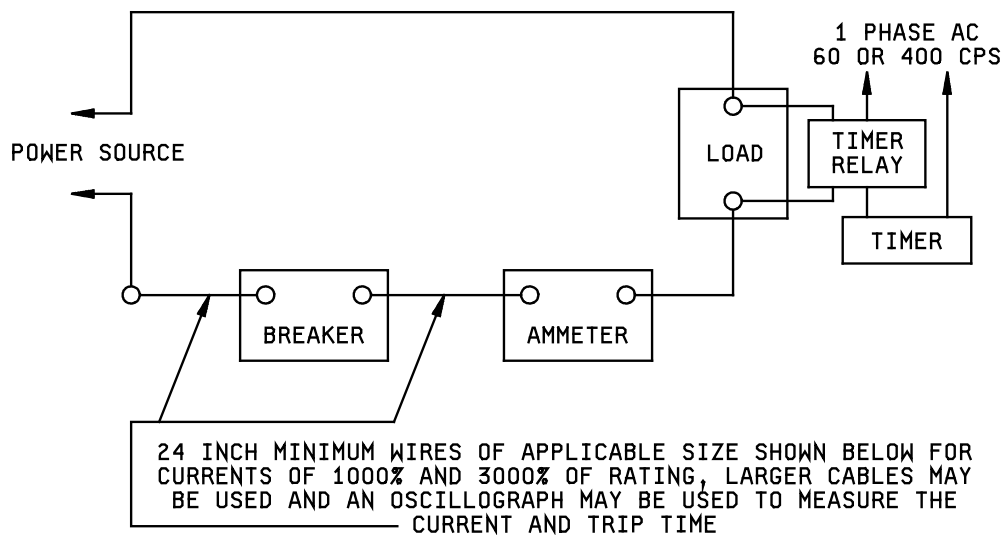 1 PHASE AC
60 OR 400 CPS
POWER SOURCE
LOAD
TIMER
RELAY
TIMER
BREAKER
AMMETER
24 INCH MINIMUM WIRES OF APPLICABLE SIZE SHOWN BELOW FOR
CURRENTS OF 1000% AND 3000% OF RATING, LARGER CABLES MAY
BE USED AND AN OSCILLOGRAPH MAY BE USED TO MEASURE THE
CURRENT AND TRIP TIME